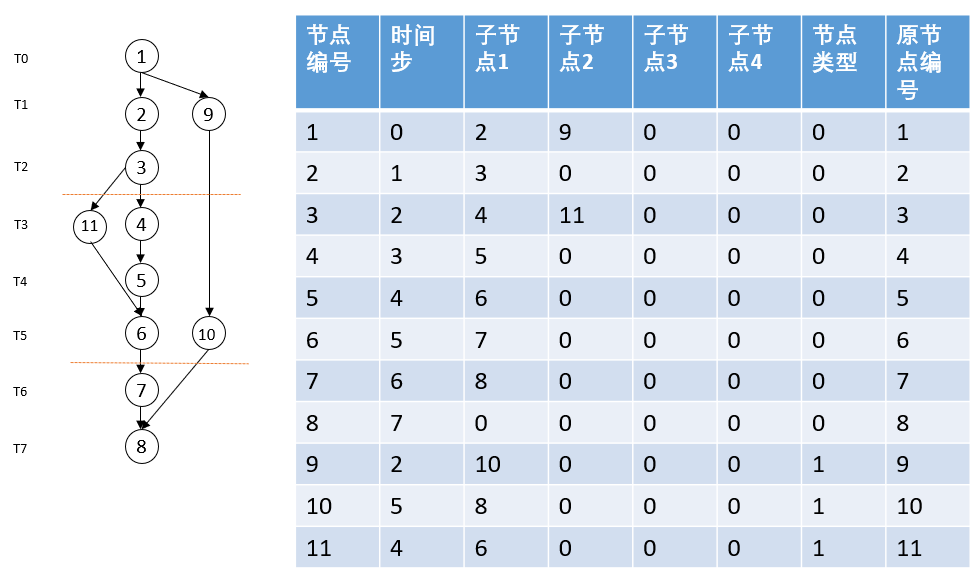 T0
1
T1
2
9
T2
3
T3
11
4
T4
5
T5
6
10
T6
7
T7
8
节点编号 时间步 子节点1 子节点2 子节点3 子节点4 节点类型 原节点编号
1 0 2 9 0 0 0 1
2 1 3 0 0 0 0 2
3 2 4 11 0 0 0 3
4 3 5 0 0 0 0 4
5 4 6 0 0 0 0 5
6 5 7 0 0 0 0 6
7 6 8 0 0 0 0 7
8 7 0 0 0 0 0 8
9 2 10 0 0 0 1 9
10 5 8 0 0 0 1 10
11 4 6 0 0 0 1 11